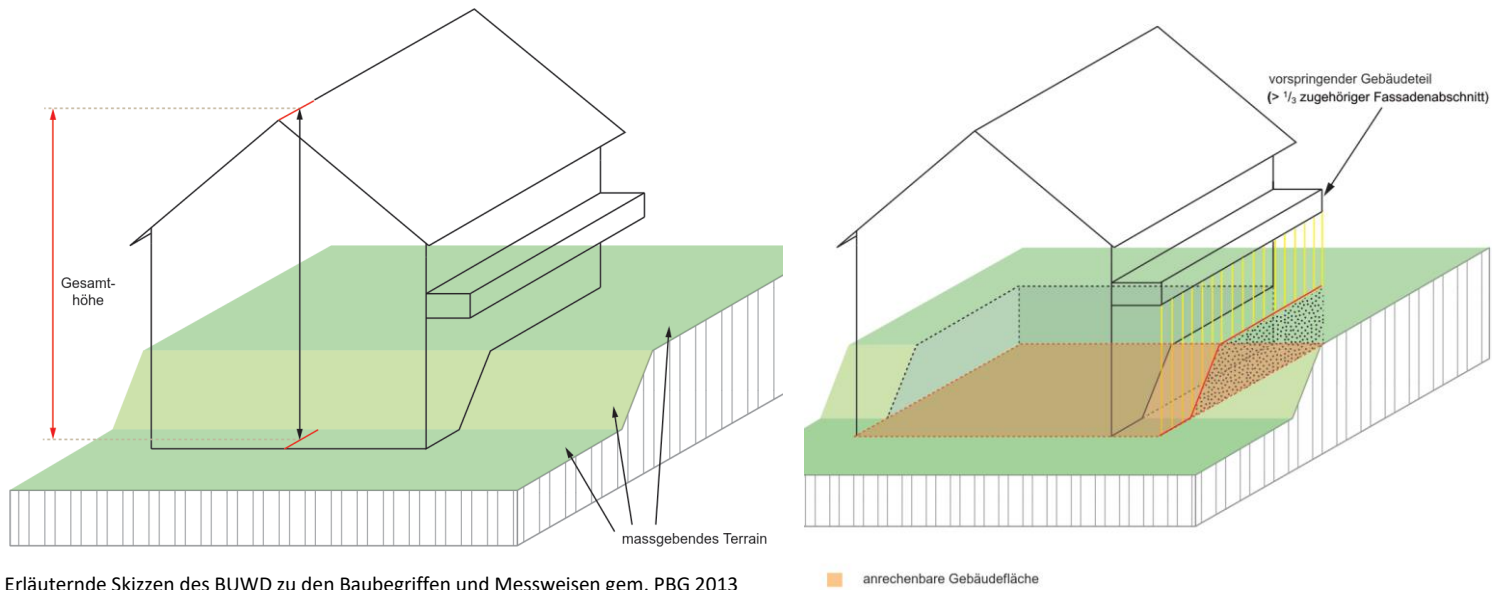 Gesamt-
höhe
massgebendes Terrain
Erläuternde Skizzen des BUWD zu den Baubegriffen und Messweisen gem. PBG 2013
vorspringender Gebäudeteil
(> 1/3 zugehöriger Fassadenabschnitt)
anrechenbare Gebäudefläche